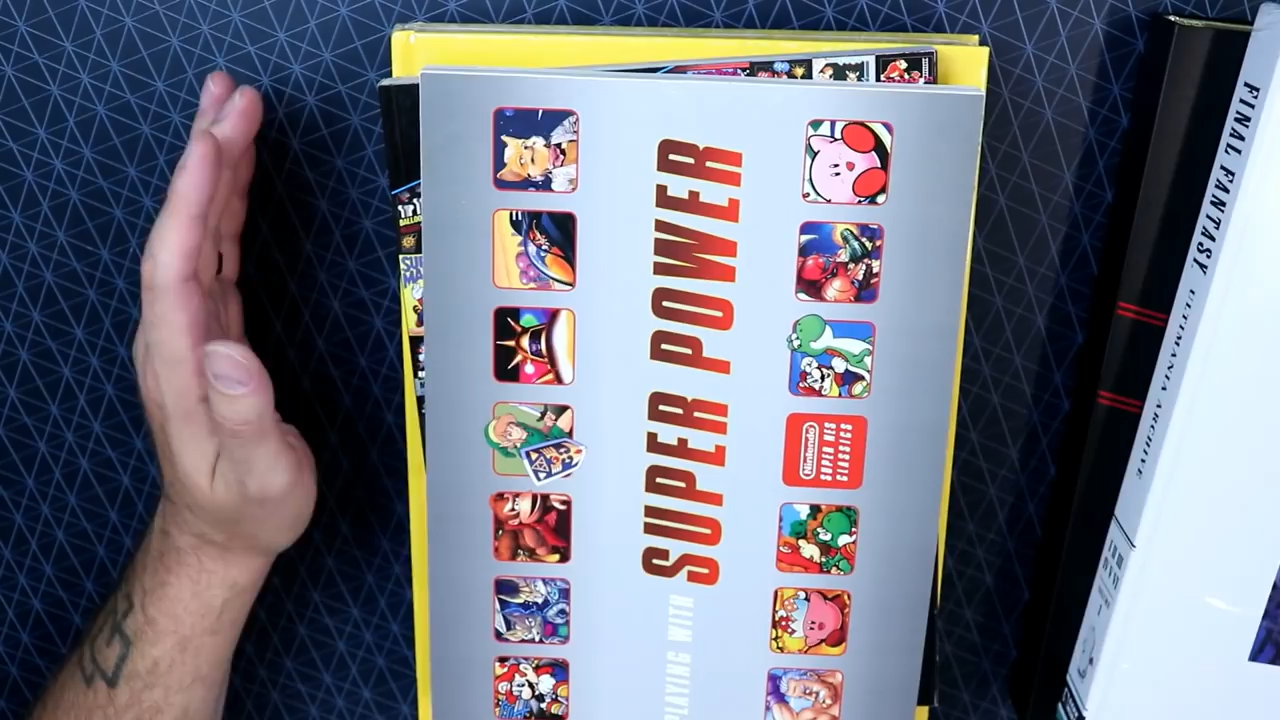 PLAYING WITH
SUPER POWER
Nintendo
SUPER NES
CLASSICS
FINAL FANTASY ULTIMANIA ARCHIVE